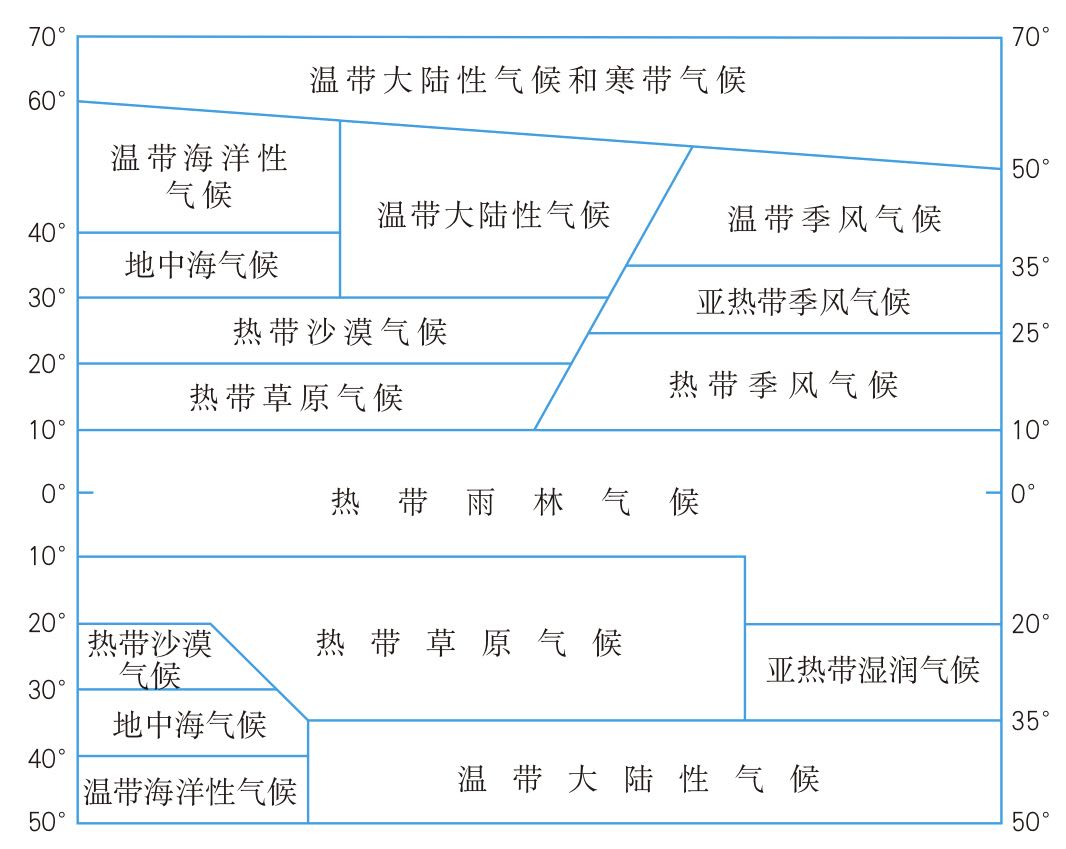 70° 70°
温带大陆性气候和寒带气候
60°
温带海洋性
气候
50°
温带大陆性气候
温带季风气候
40°
地中海气候
35°
30°
亚热带季风气候
热带沙漠气候
25°
20°
热带草原气候
热带季风气候
10° 10°
0° 0°
热带雨林气候
10°
20° 20°
热带沙漠
气候
热带草原气候
亚热带湿润气候
30°
地中海气候
35°
40°
温带大陆性气候
温带海洋性气候
50° 50°